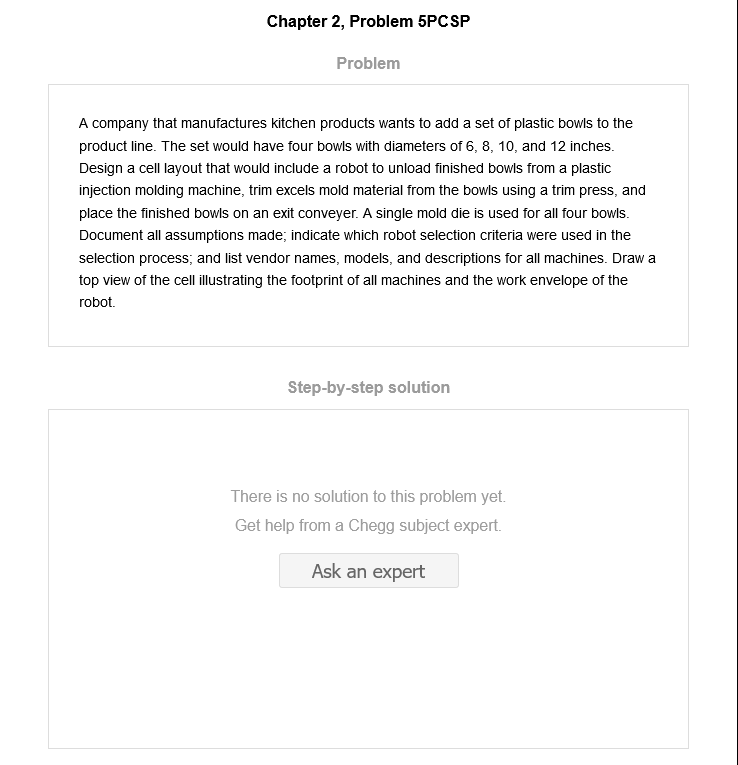 Chapter 2, Problem 5PCSP
Problem
A company that manufactures kitchen products wants to add a set of plastic bowls to the
product line. The set would have four bowls with diameters of 6, 8, 10, and 12 inches.
Design a cell layout that would include a robot to unload finished bowls from a plastic
injection molding machine, trim excels mold material from the bowls using a trim press, and
place the finished bowls on an exit conveyer. A single mold die is used for all four bowls.
Document all assumptions made; indicate which robot selection criteria were used in the
selection process; and list vendor names, models, and descriptions for all machines. Draw a
top view of the cell illustrating the footprint of all machines and the work envelope of the
robot.
Step-by-step solution
There is no solution to this problem yet.
Get help from a Chegg subject expert.
Ask an expert